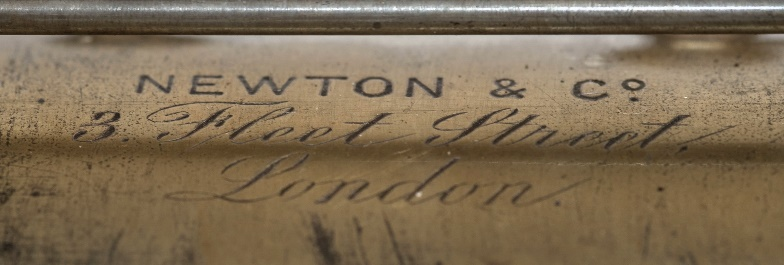 NEWTON & Cº
3. Fleet Street,
London.